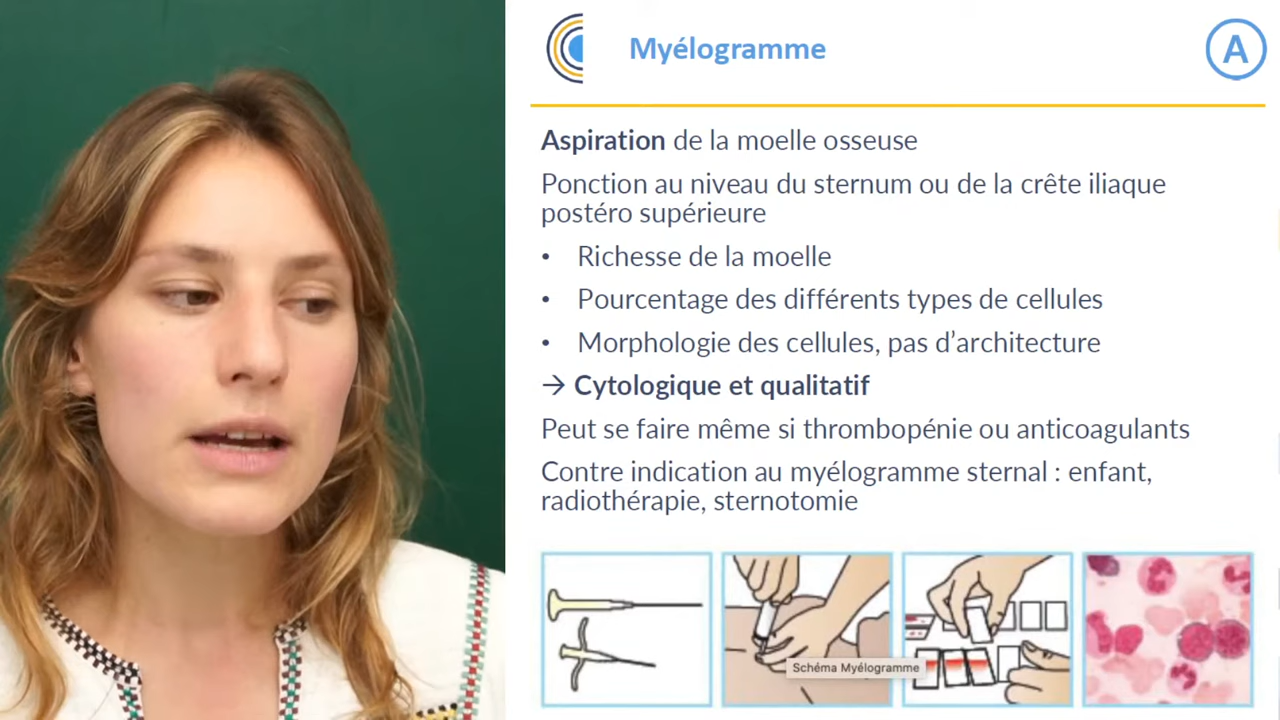 Myélogramme
A
Aspiration de la moelle osseuse
Ponction au niveau du sternum ou de la crête iliaque
postéro supérieure
• Richesse de la moelle
• Pourcentage des différents types de cellules
• Morphologie des cellules, pas d’architecture
→ Cytologique et qualitatif
Peut se faire même si thrombopénie ou anticoagulants
Contre indication au myélogramme sternal : enfant,
radiothérapie, sternotomie
Schéma Myélogramme